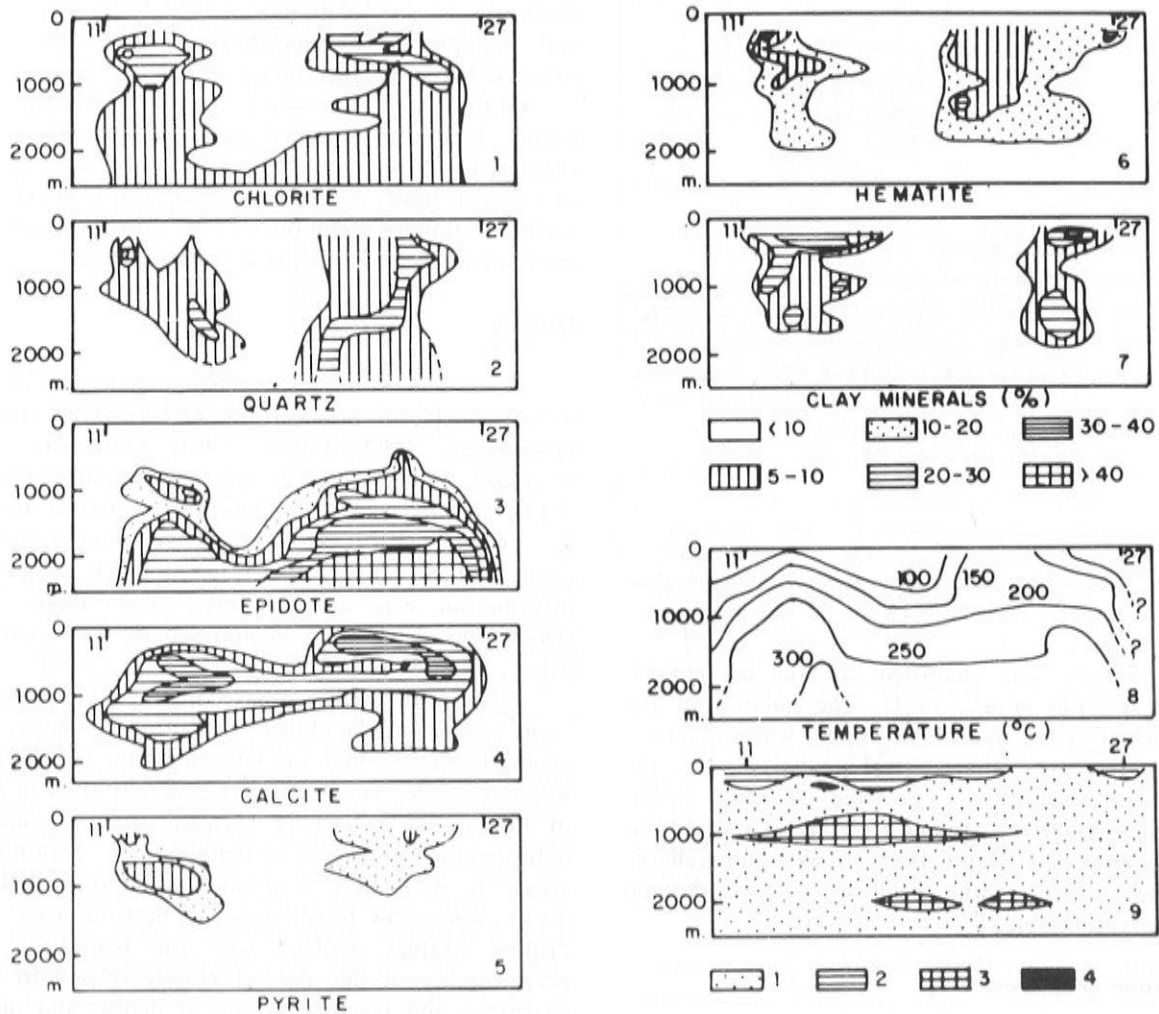 11 27
0
1000
2000
m.
1
CHLORITE
0
11 27
1000
2000
m.
2
QUARTZ
0
11 27
1000
2000
m.
3
EPIDOTE
0
11 27
1000
2000
m.
4
CALCITE
0
11 27
1000
2000
m.
5
PYRITE
0
11 27
1000
2000
m.
6
HEMATITE
0
11 27
1000
2000
m.
7
CLAY MINERALS (%)
<10 10-20 30-40
5-10 20-30 >40
0
11 27
100 150
200
1000
250
300
2000
m.
?
?
8
TEMPERATURE (°C)
11 27
0
1000
2000
m.
9
1 2 3 4